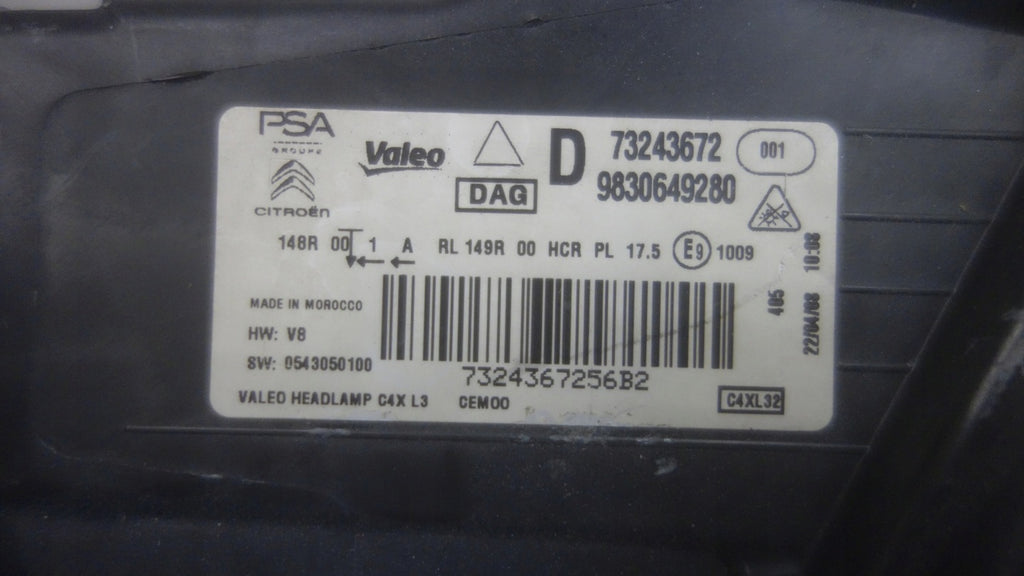 PSA
GROUPE
CITROËN
Valeo
DAG
D
73243672
9830649280
001
148R 00 1 A RL 149R 00 HCR PL 17.5 E9 1009
MADE IN MOROCCO
HW: V8
SW: 0543050100
7324367256B2
VALEO HEADLAMP C4X L3 CEM00
C4XL32
405
22/04/08 10:08